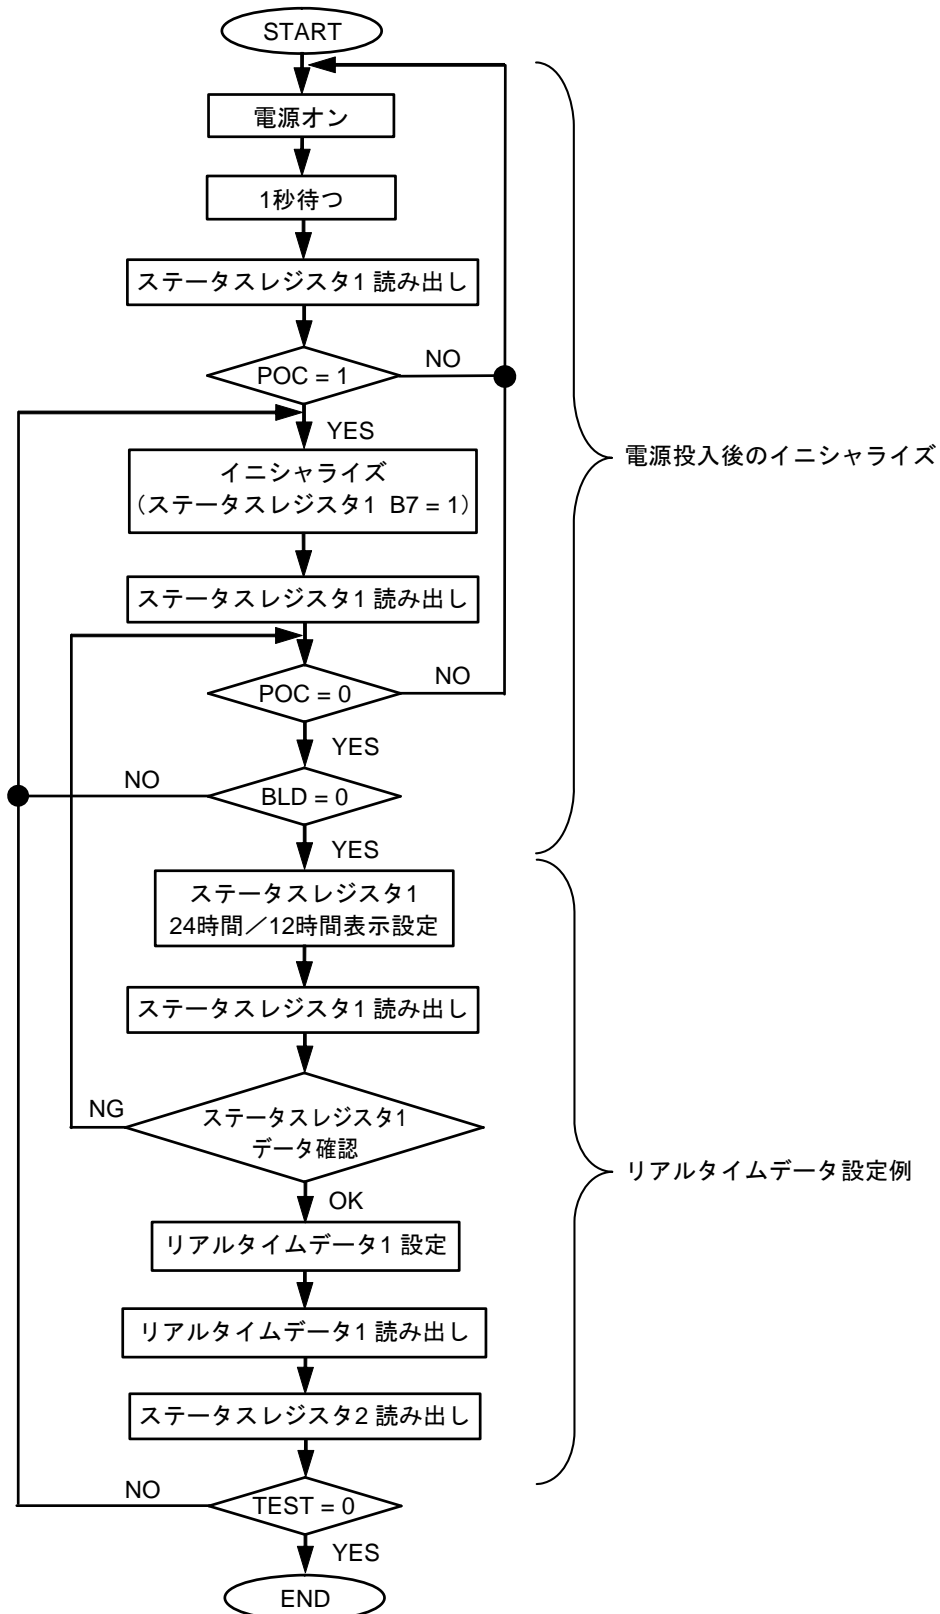 START
電源オン
1秒待つ
ステータスレジスタ1 読み出し
POC = 1
NO
YES
イニシャライズ
(ステータスレジスタ1 B7 = 1)
電源投入後のイニシャライズ
ステータスレジスタ1 読み出し
POC = 0
NO
YES
BLD = 0
NO
YES
ステータスレジスタ1
24時間／12時間表示設定
ステータスレジスタ1 読み出し
NG
ステータスレジスタ1
データ確認
リアルタイムデータ設定例
OK
リアルタイムデータ1 設定
リアルタイムデータ1 読み出し
ステータスレジスタ2 読み出し
NO
TEST = 0
YES
END